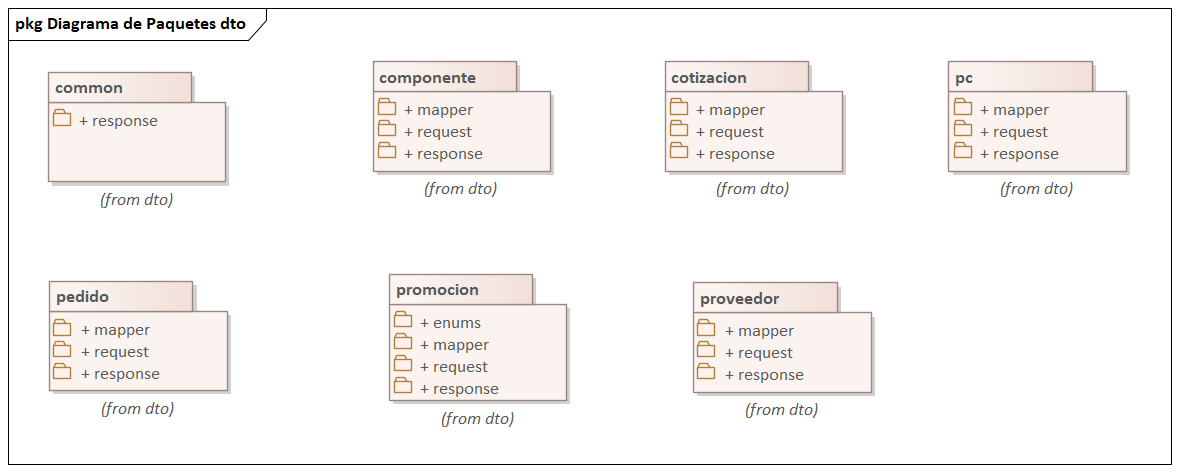 pkg Diagrama de Paquetes dto
common
+ response
(from dto)
componente
+ mapper
+ request
+ response
(from dto)
cotizacion
+ mapper
+ request
+ response
(from dto)
pc
+ mapper
+ request
+ response
(from dto)
pedido
+ mapper
+ request
+ response
(from dto)
promocion
+ enums
+ mapper
+ request
+ response
(from dto)
proveedor
+ mapper
+ request
+ response
(from dto)